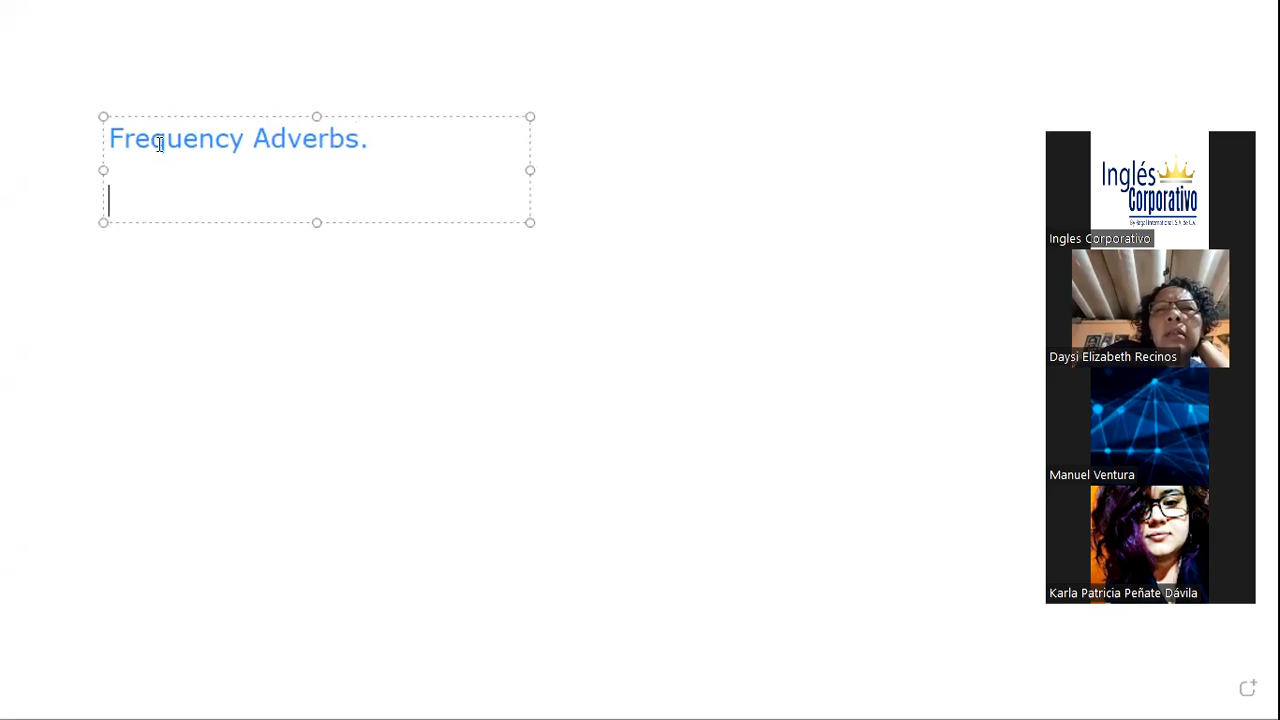 Frequency Adverbs.
Inglés
Corporativo
Ingles Corporativo
Daysi Elizabeth Recinos
Manuel Ventura
Karla Patricia Peñate Dávila